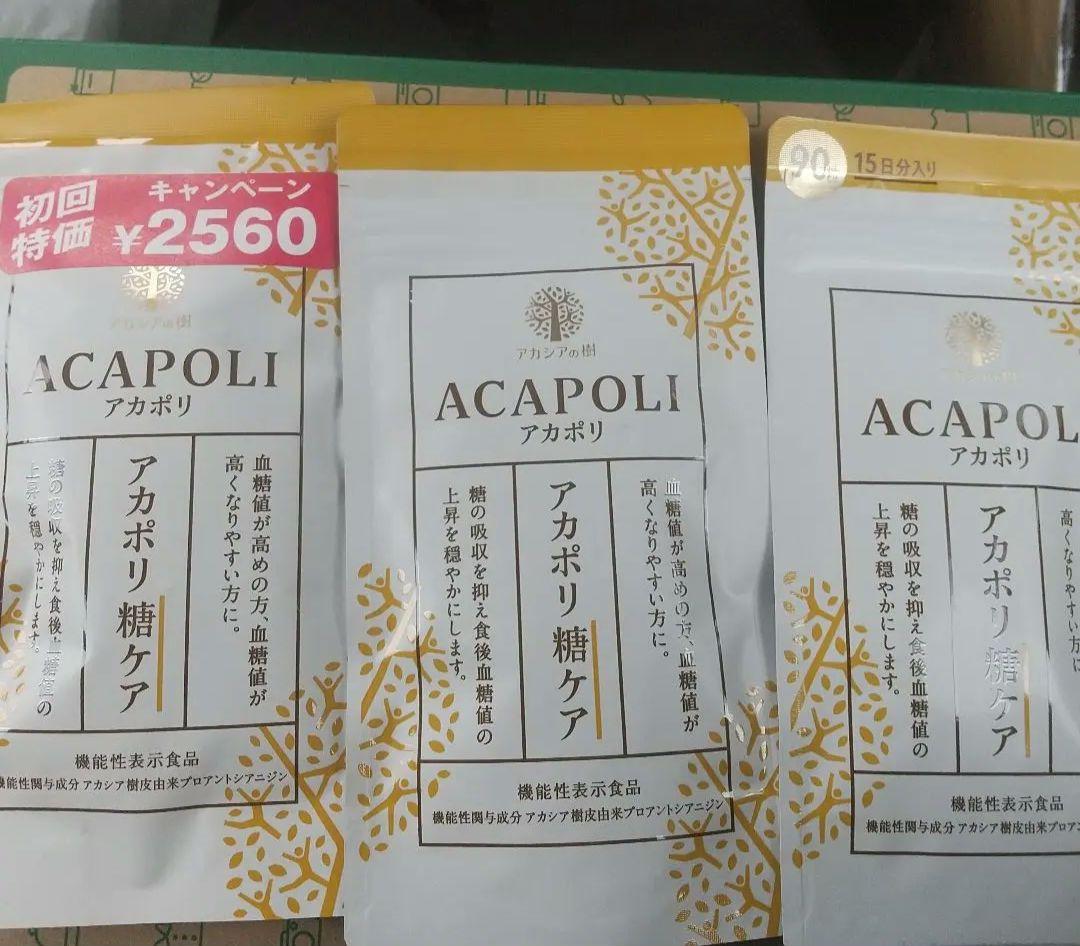 初回
特価
キャンペーン
¥2560
アカシアの樹
ACAPOLI
アカポリ
血糖値が高めの方、血糖値が
高くなりやすい方に。
アカポリ糖ケア
糖の吸収を抑え食後血糖値の
上昇を穏やかにします。
機能性表示食品
機能性関与成分 アカシア樹皮由来プロアントシアニジン
アカシアの樹
ACAPOLI
アカポリ
血糖値が高めの方、血糖値が
高くなりやすい方に。
アカポリ糖ケア
糖の吸収を抑え食後血糖値の
上昇を穏やかにします。
機能性表示食品
機能性関与成分 アカシア樹皮由来プロアントシアニジン
90
15日分入り
ACAPOL
アカポリ
高くなりやすい方に
アカポリ糖ケア
糖の吸収を抑え食後血糖値の
上昇を穏やかにします。
機能性表示食品
機能性関与成分 アカシア樹皮由来プロア